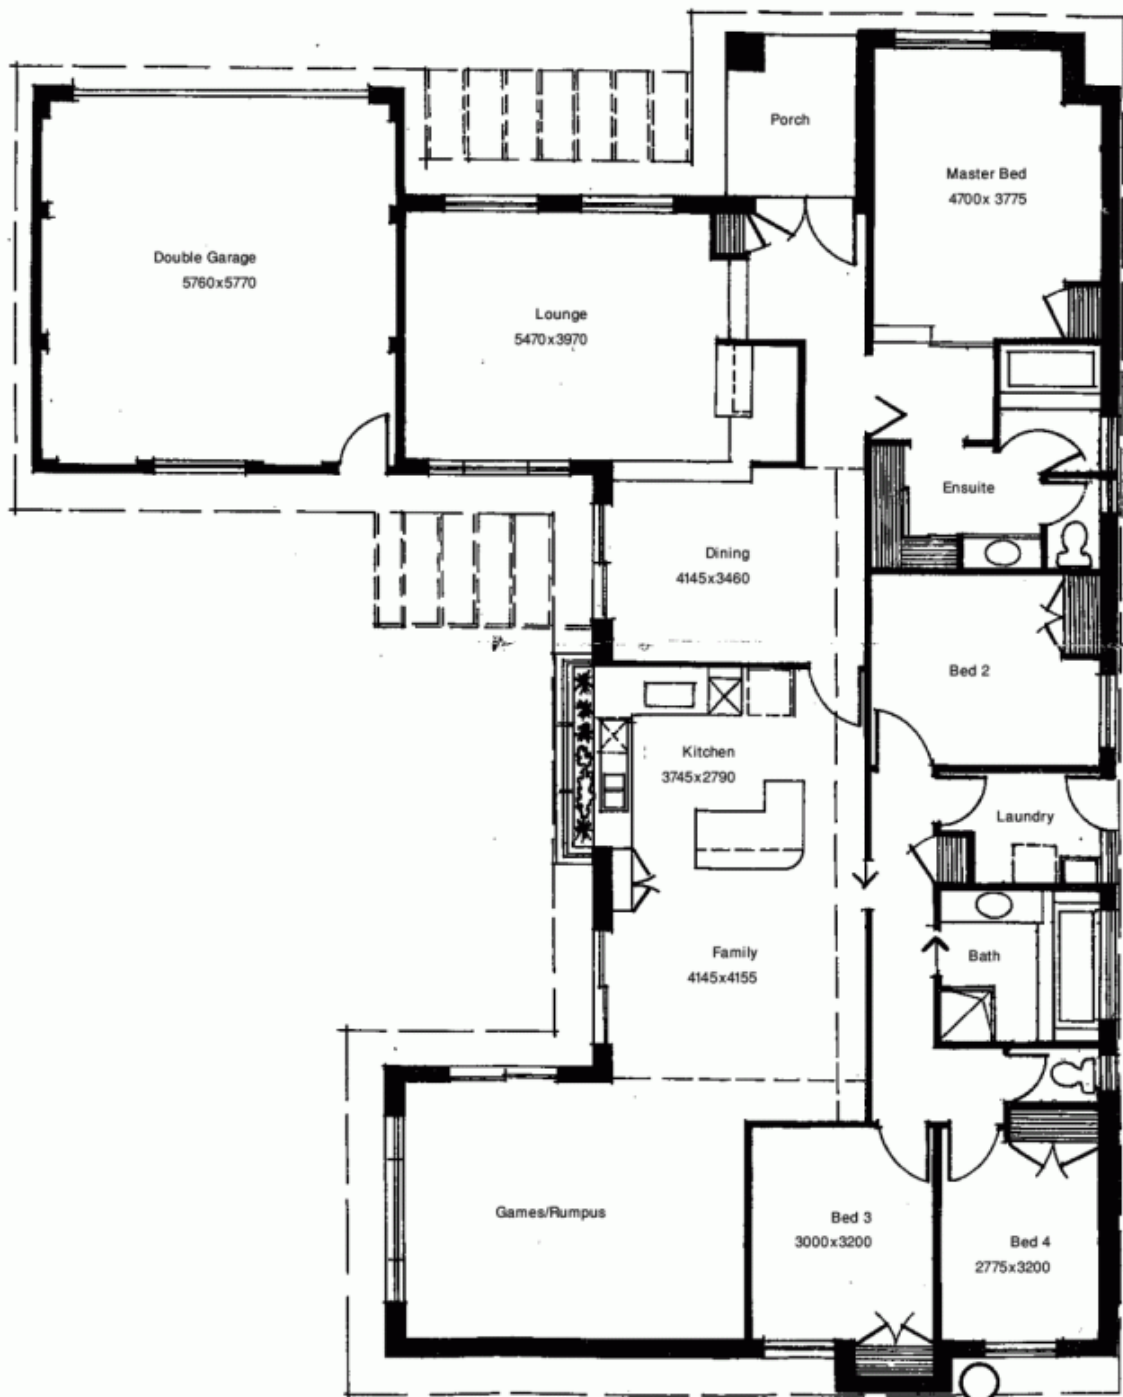 Porch
Master Bed
4700x 3775
Double Garage
5760x5770
Lounge
5470x3970
Ensuite
Dining
4145x3460
Bed 2
Kitchen
3745x2790
Laundry
Family
4145x4155
Bath
Games/Rumpus
Bed 3
3000x3200
Bed 4
2775x3200